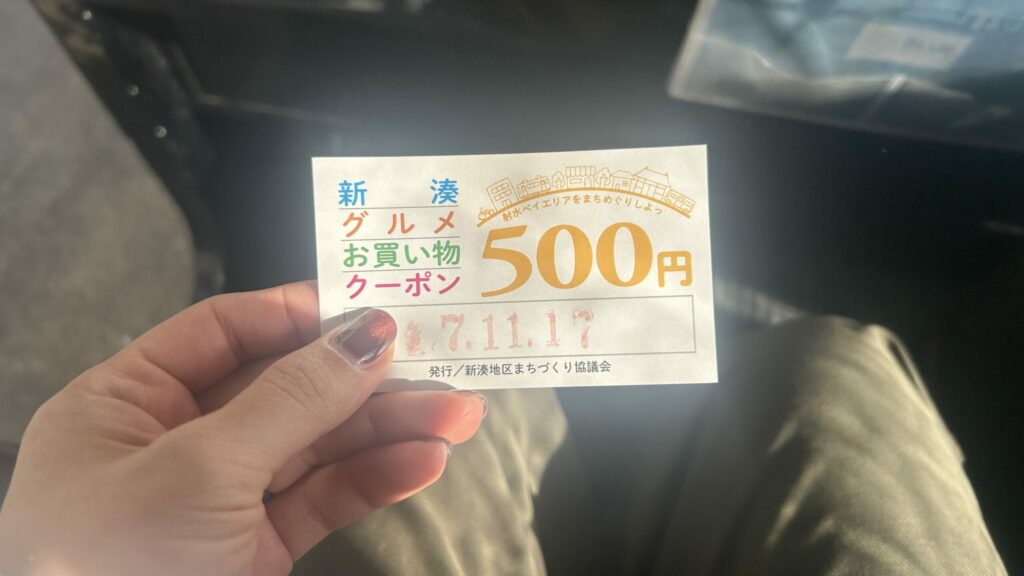 新湊
グルメ
お買い物
クーポン
射水ベイエリアをまちめぐりしよっ
500円
7.11.17
発行／新湊地区まちづくり協議会